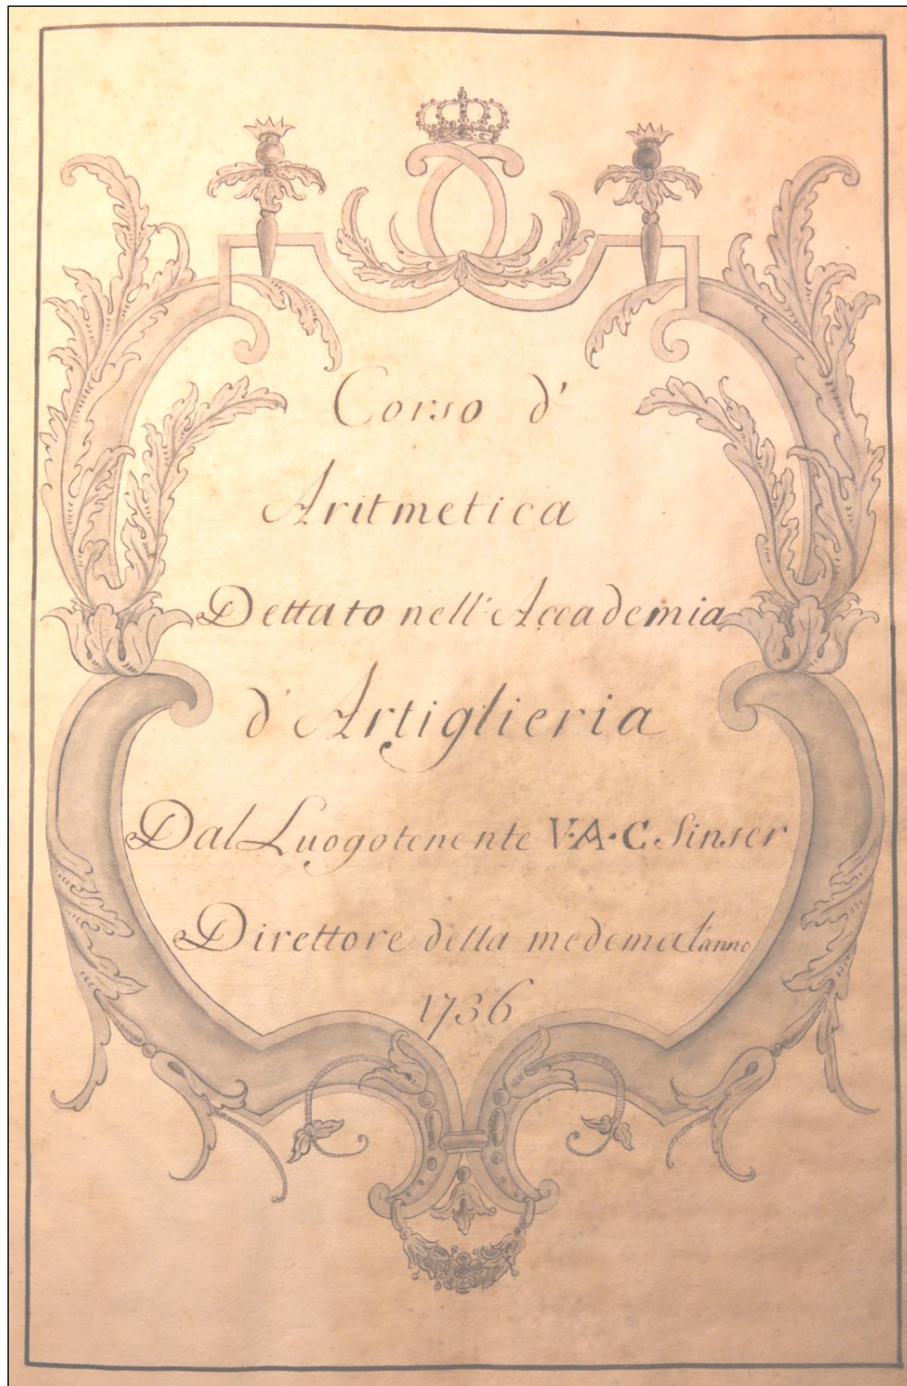 Corso d'
Aritmetica
Dettato nell'Accademia
d'Artiglieria
Dal Luogotenente V·A·C· Sinser
Direttore della medema l'anno
1736